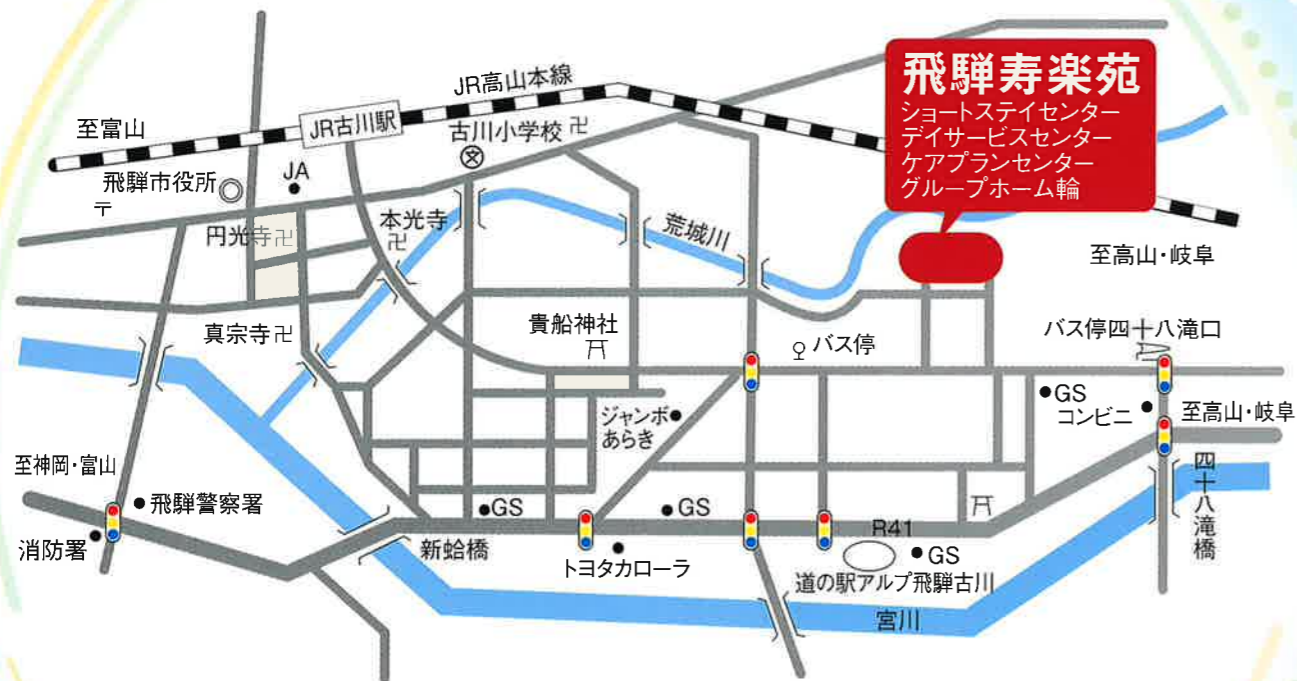 飛騨寿楽苑
ショートステイセンター
デイサービスセンター
ケアプランセンター
グループホーム輪
JR高山本線
至富山
JR古川駅
古川小学校
文
飛騨市役所
JA
〒
円光寺
本光寺
荒城川
至高山・岐阜
真宗寺
貴船神社
バス停
バス停四十八滝口
GS
コンビニ
至高山・岐阜
ジャンボ
あらき
至神岡・富山
飛騨警察署
GS
GS
四十八滝橋
消防署
新蛤橋
トヨタカローラ
R41
GS
道の駅アルプ飛騨古川
宮川